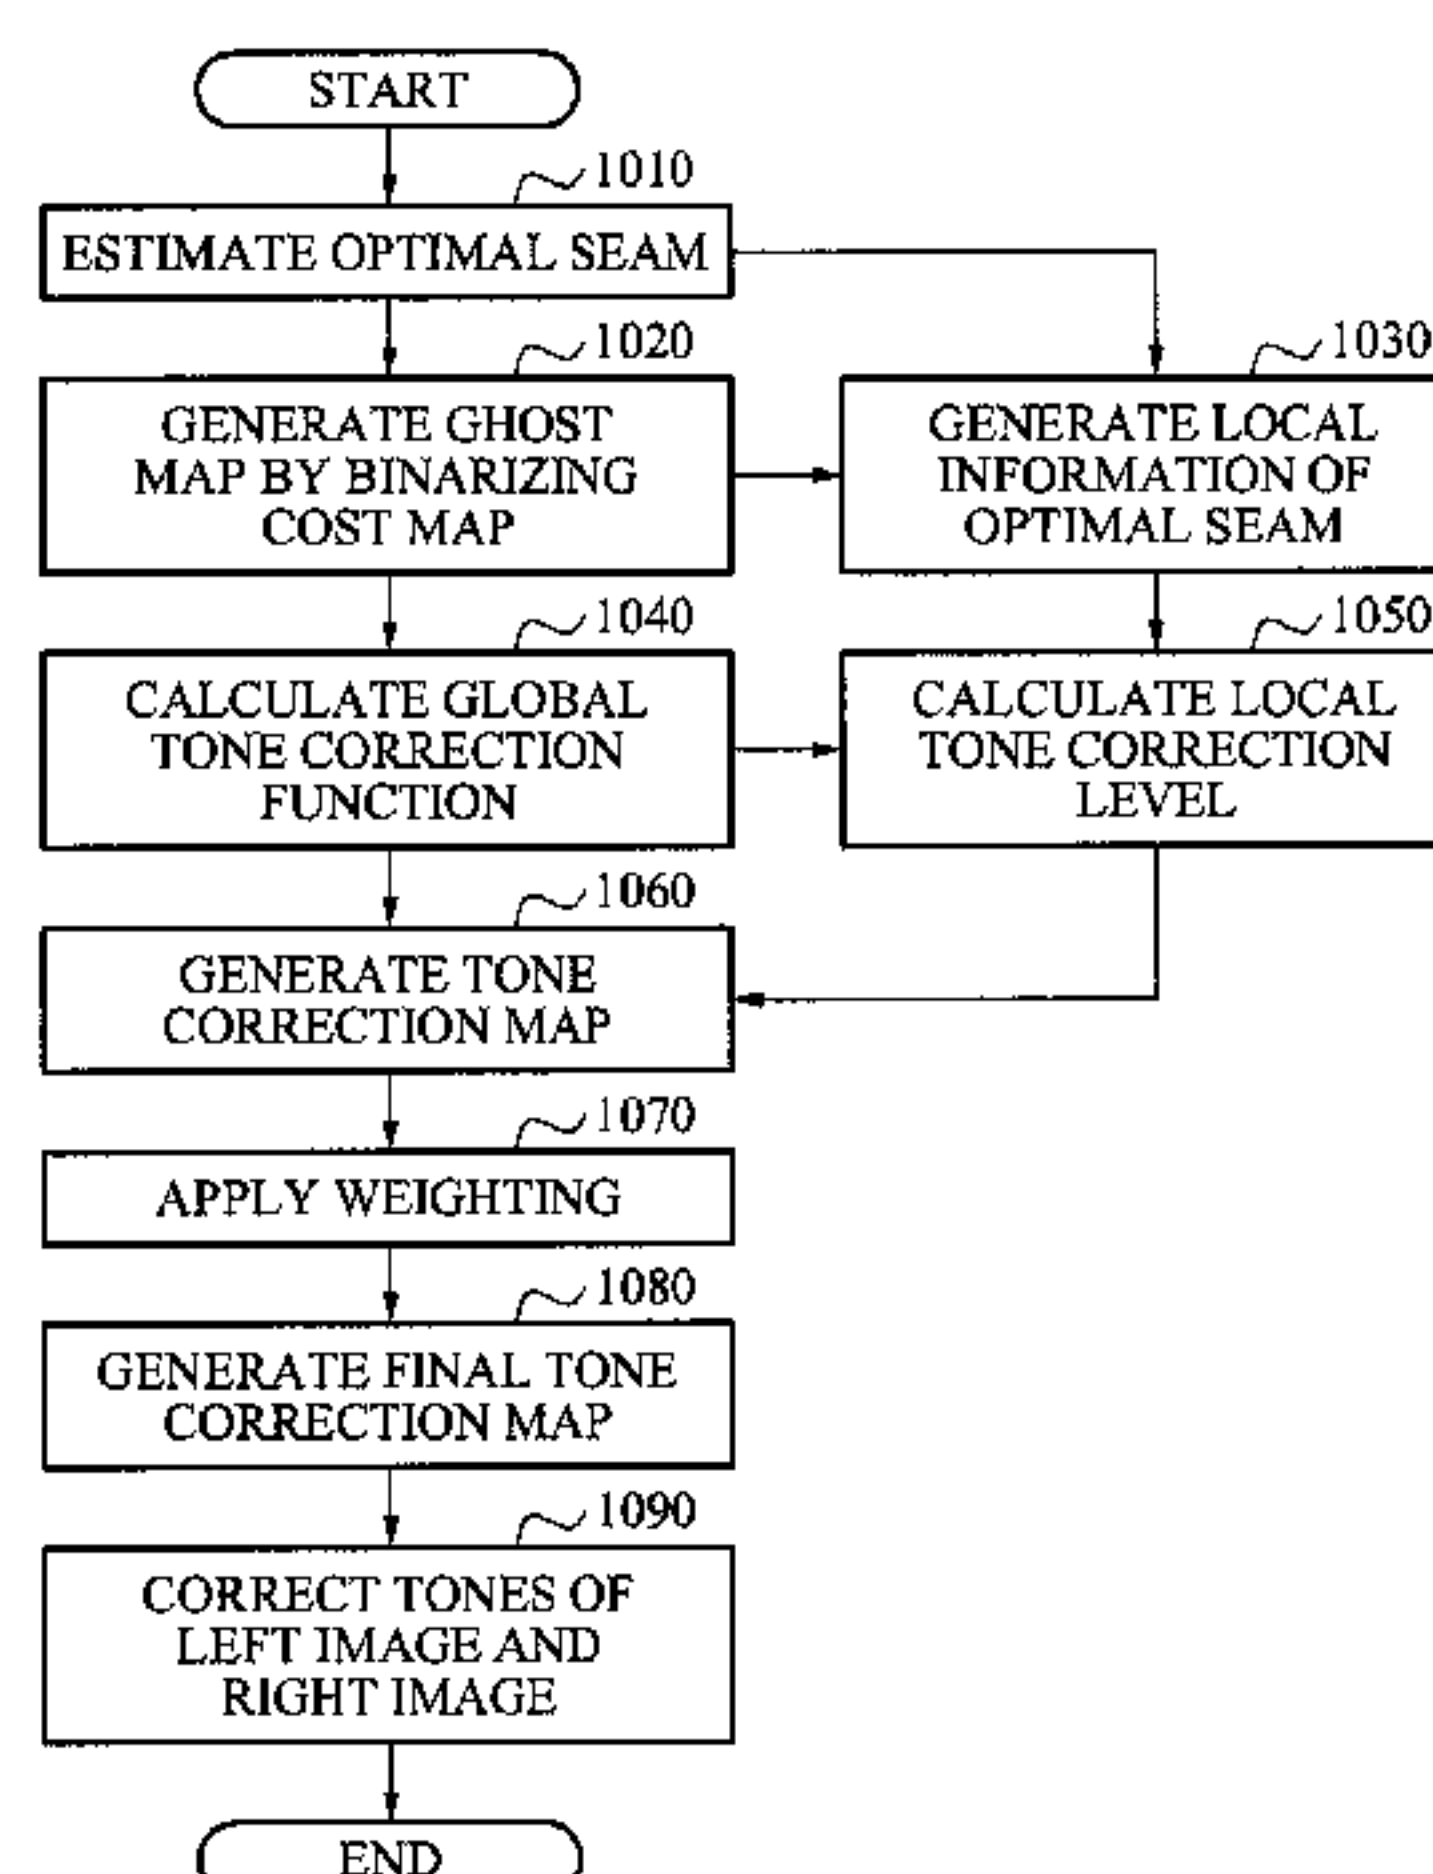 START
1010
ESTIMATE OPTIMAL SEAM
1020
GENERATE GHOST
MAP BY BINARIZING
COST MAP
1030
GENERATE LOCAL
INFORMATION OF
OPTIMAL SEAM
1040
CALCULATE GLOBAL
TONE CORRECTION
FUNCTION
1050
CALCULATE LOCAL
TONE CORRECTION
LEVEL
1060
GENERATE TONE
CORRECTION MAP
1070
APPLY WEIGHTING
1080
GENERATE FINAL TONE
CORRECTION MAP
1090
CORRECT TONES OF
LEFT IMAGE AND
RIGHT IMAGE
END